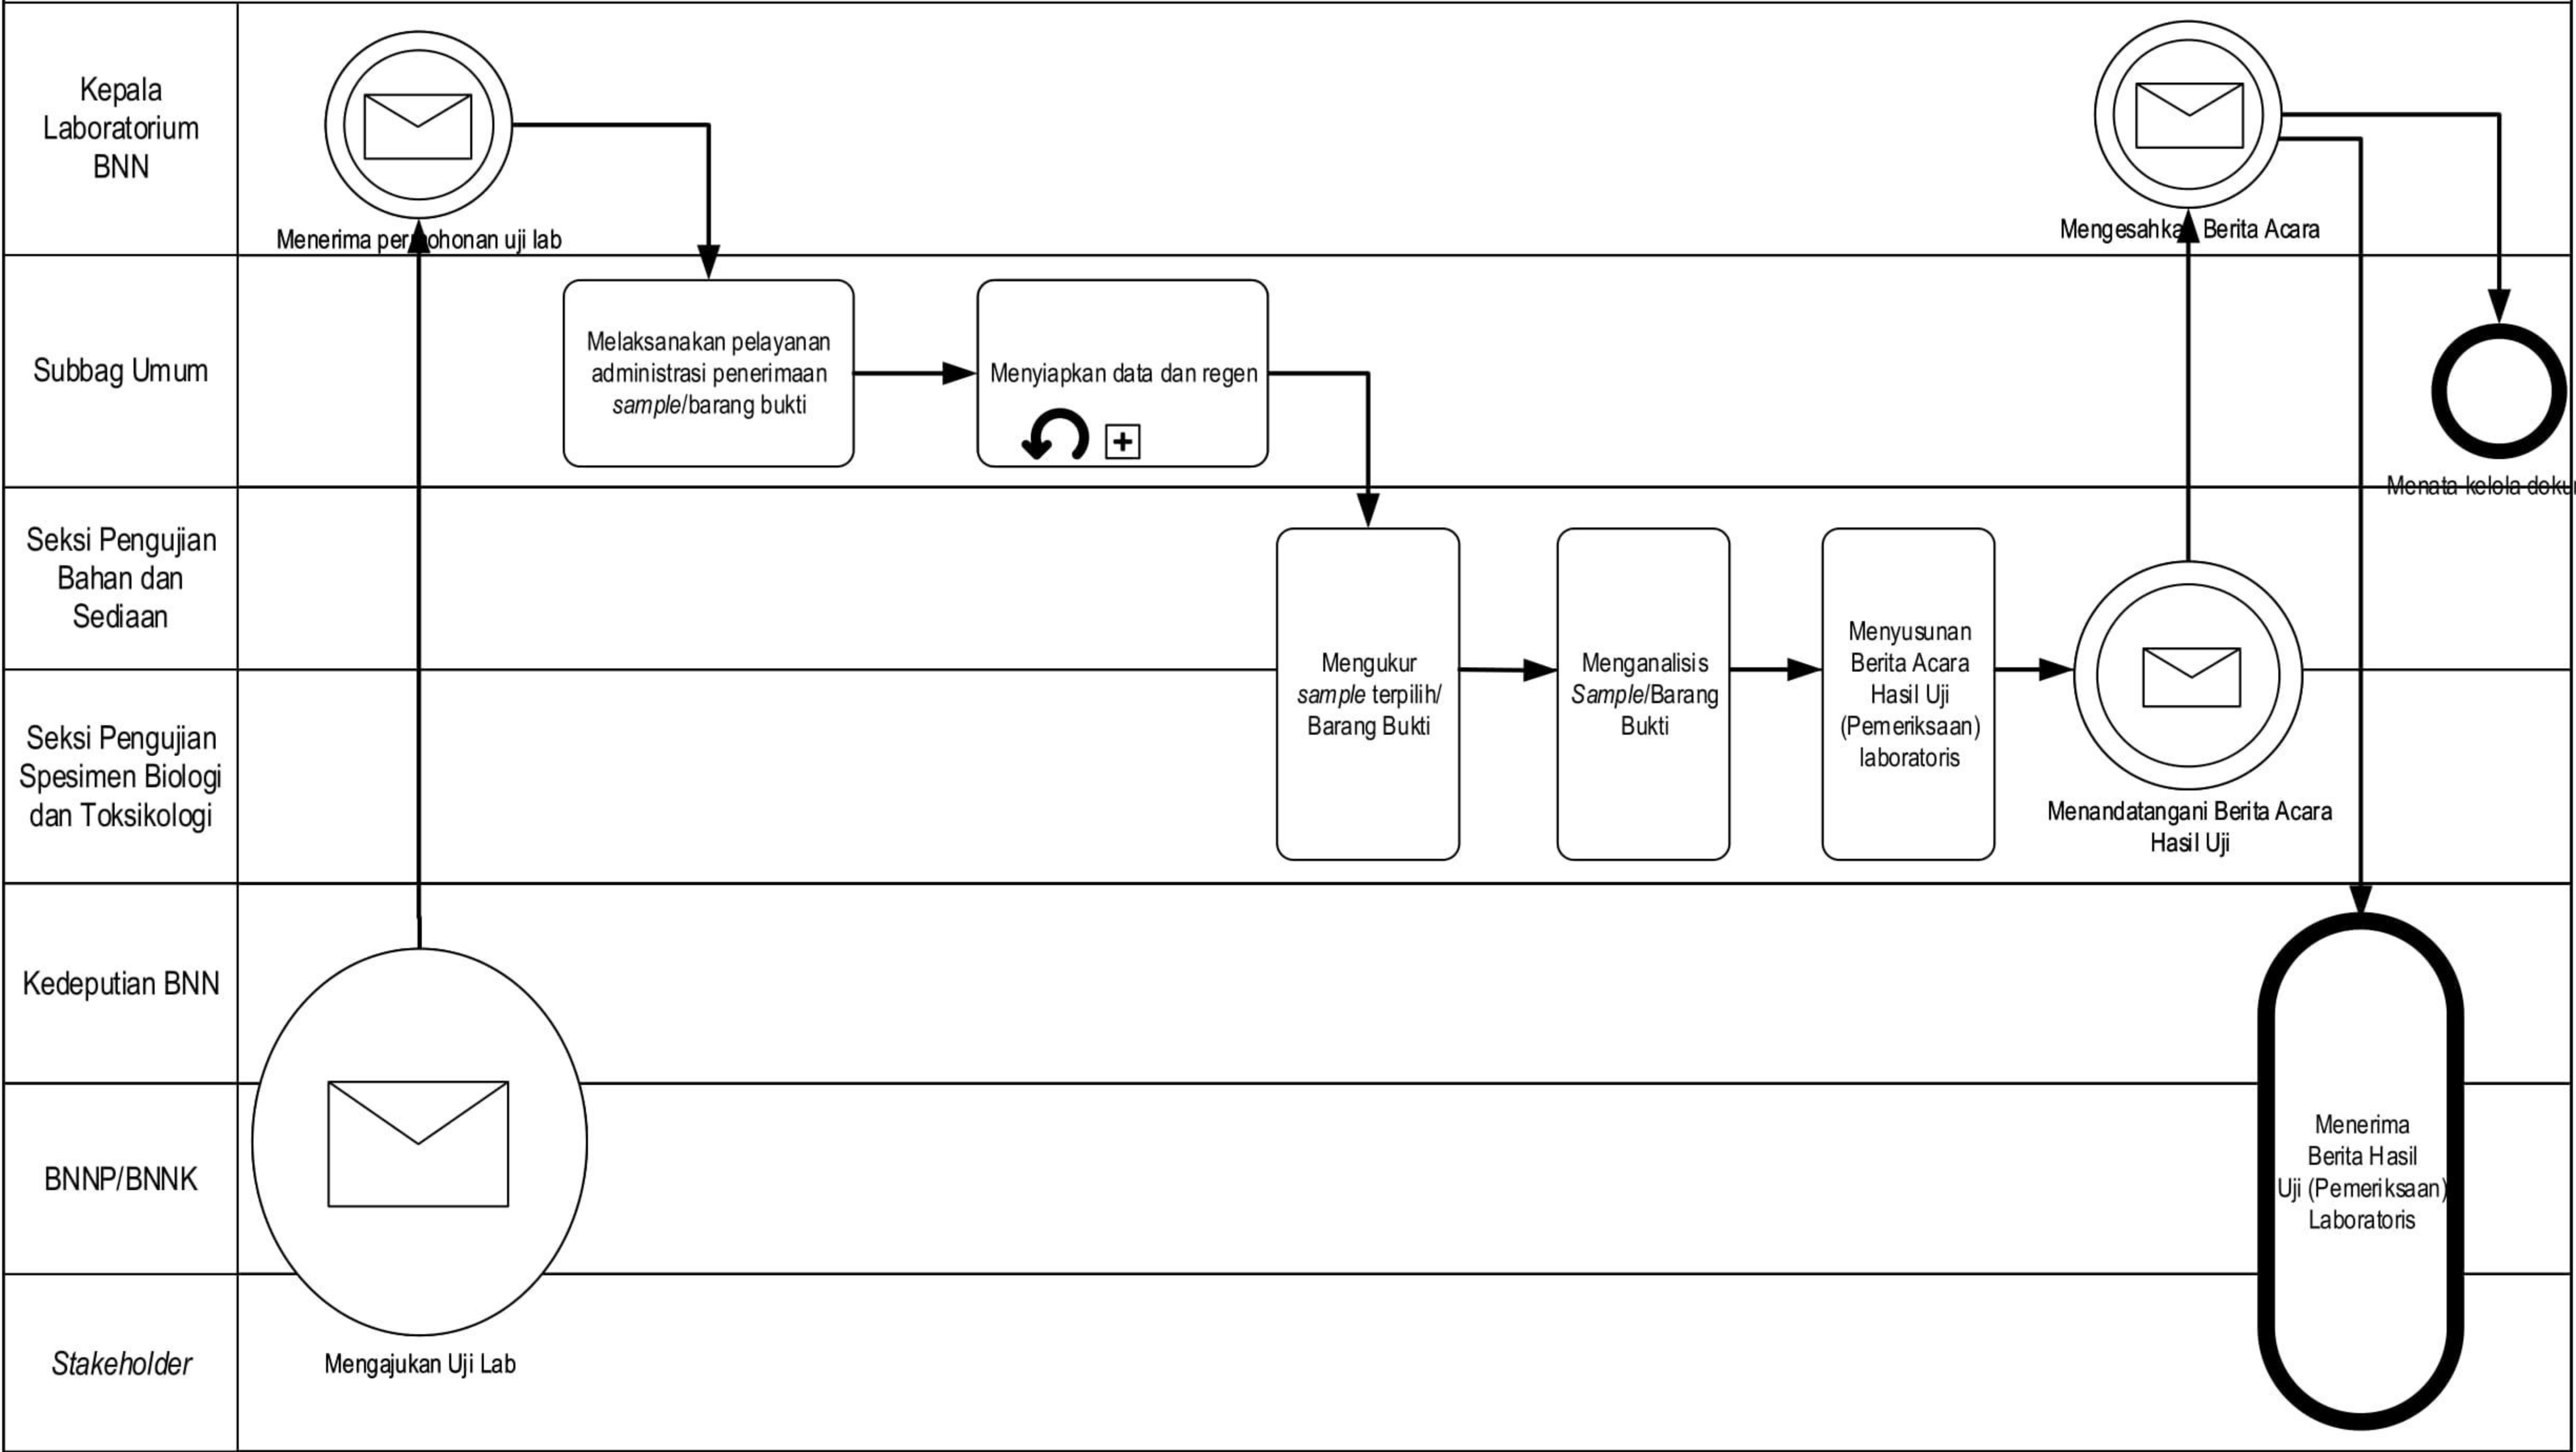 Kepala
Laboratorium
BNN
Menerima permohonan uji lab
Mengesahkan Berita Acara
Subbag Umum
Melaksanakan pelayanan
administrasi penerimaan
sample/barang bukti
Menyiapkan data dan regen
Menata kelola
Seksi Pengujian
Bahan dan
Sediaan
Seksi Pengujian
Spesimen Biologi
dan Toksikologi
Mengukur
sample terpilih/
Barang Bukti
Menganalisis
Sample/Barang
Bukti
Menyusunan
Berita Acara
Hasil Uji
(Pemeriksaan)
laboratoris
Menandatangani Berita Acara
Hasil Uji
Kedeputian BNN
BNNP/BNNK
Menerima
Berita Hasil
Uji (Pemeriksaan)
Laboratoris
Stakeholder
Mengajukan Uji Lab